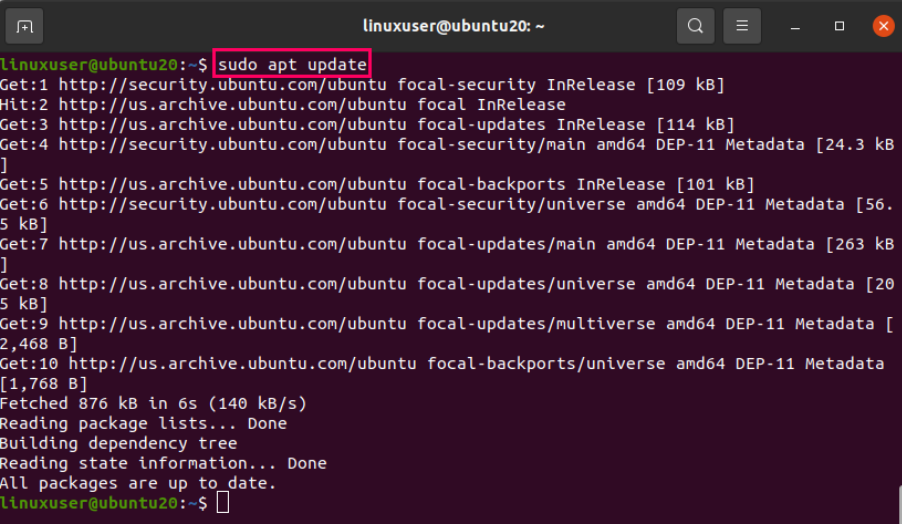 linuxuser@ubuntu20: ~
linuxuser@ubuntu20:~$ sudo apt update
Get:1 http://security.ubuntu.com/ubuntu focal-security InRelease [109 kB]
Hit:2 http://us.archive.ubuntu.com/ubuntu focal InRelease
Get:3 http://us.archive.ubuntu.com/ubuntu focal-updates InRelease [114 kB]
Get:4 http://security.ubuntu.com/ubuntu focal-security/main amd64 DEP-11 Metadata [24.3 kB
]
Get:5 http://us.archive.ubuntu.com/ubuntu focal-backports InRelease [101 kB]
Get:6 http://security.ubuntu.com/ubuntu focal-security/universe amd64 DEP-11 Metadata [56.
5 kB]
Get:7 http://us.archive.ubuntu.com/ubuntu focal-updates/main amd64 DEP-11 Metadata [263 kB
]
Get:8 http://us.archive.ubuntu.com/ubuntu focal-updates/universe amd64 DEP-11 Metadata [20
5 kB]
Get:9 http://us.archive.ubuntu.com/ubuntu focal-updates/multiverse amd64 DEP-11 Metadata [
2,468 B]
Get:10 http://us.archive.ubuntu.com/ubuntu focal-backports/universe amd64 DEP-11 Metadata
[1,768 B]
Fetched 876 kB in 6s (140 kB/s)
Reading package lists... Done
Building dependency tree
Reading state information... Done
All packages are up to date.
linuxuser@ubuntu20:~$